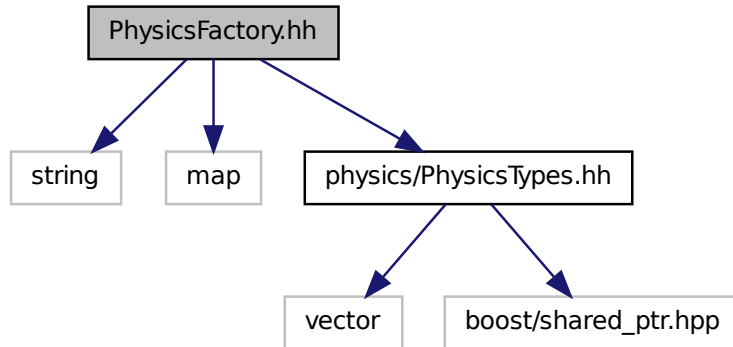 PhysicsFactory.hh
string
map
physics/PhysicsTypes.hh
vector
boost/shared_ptr.hpp